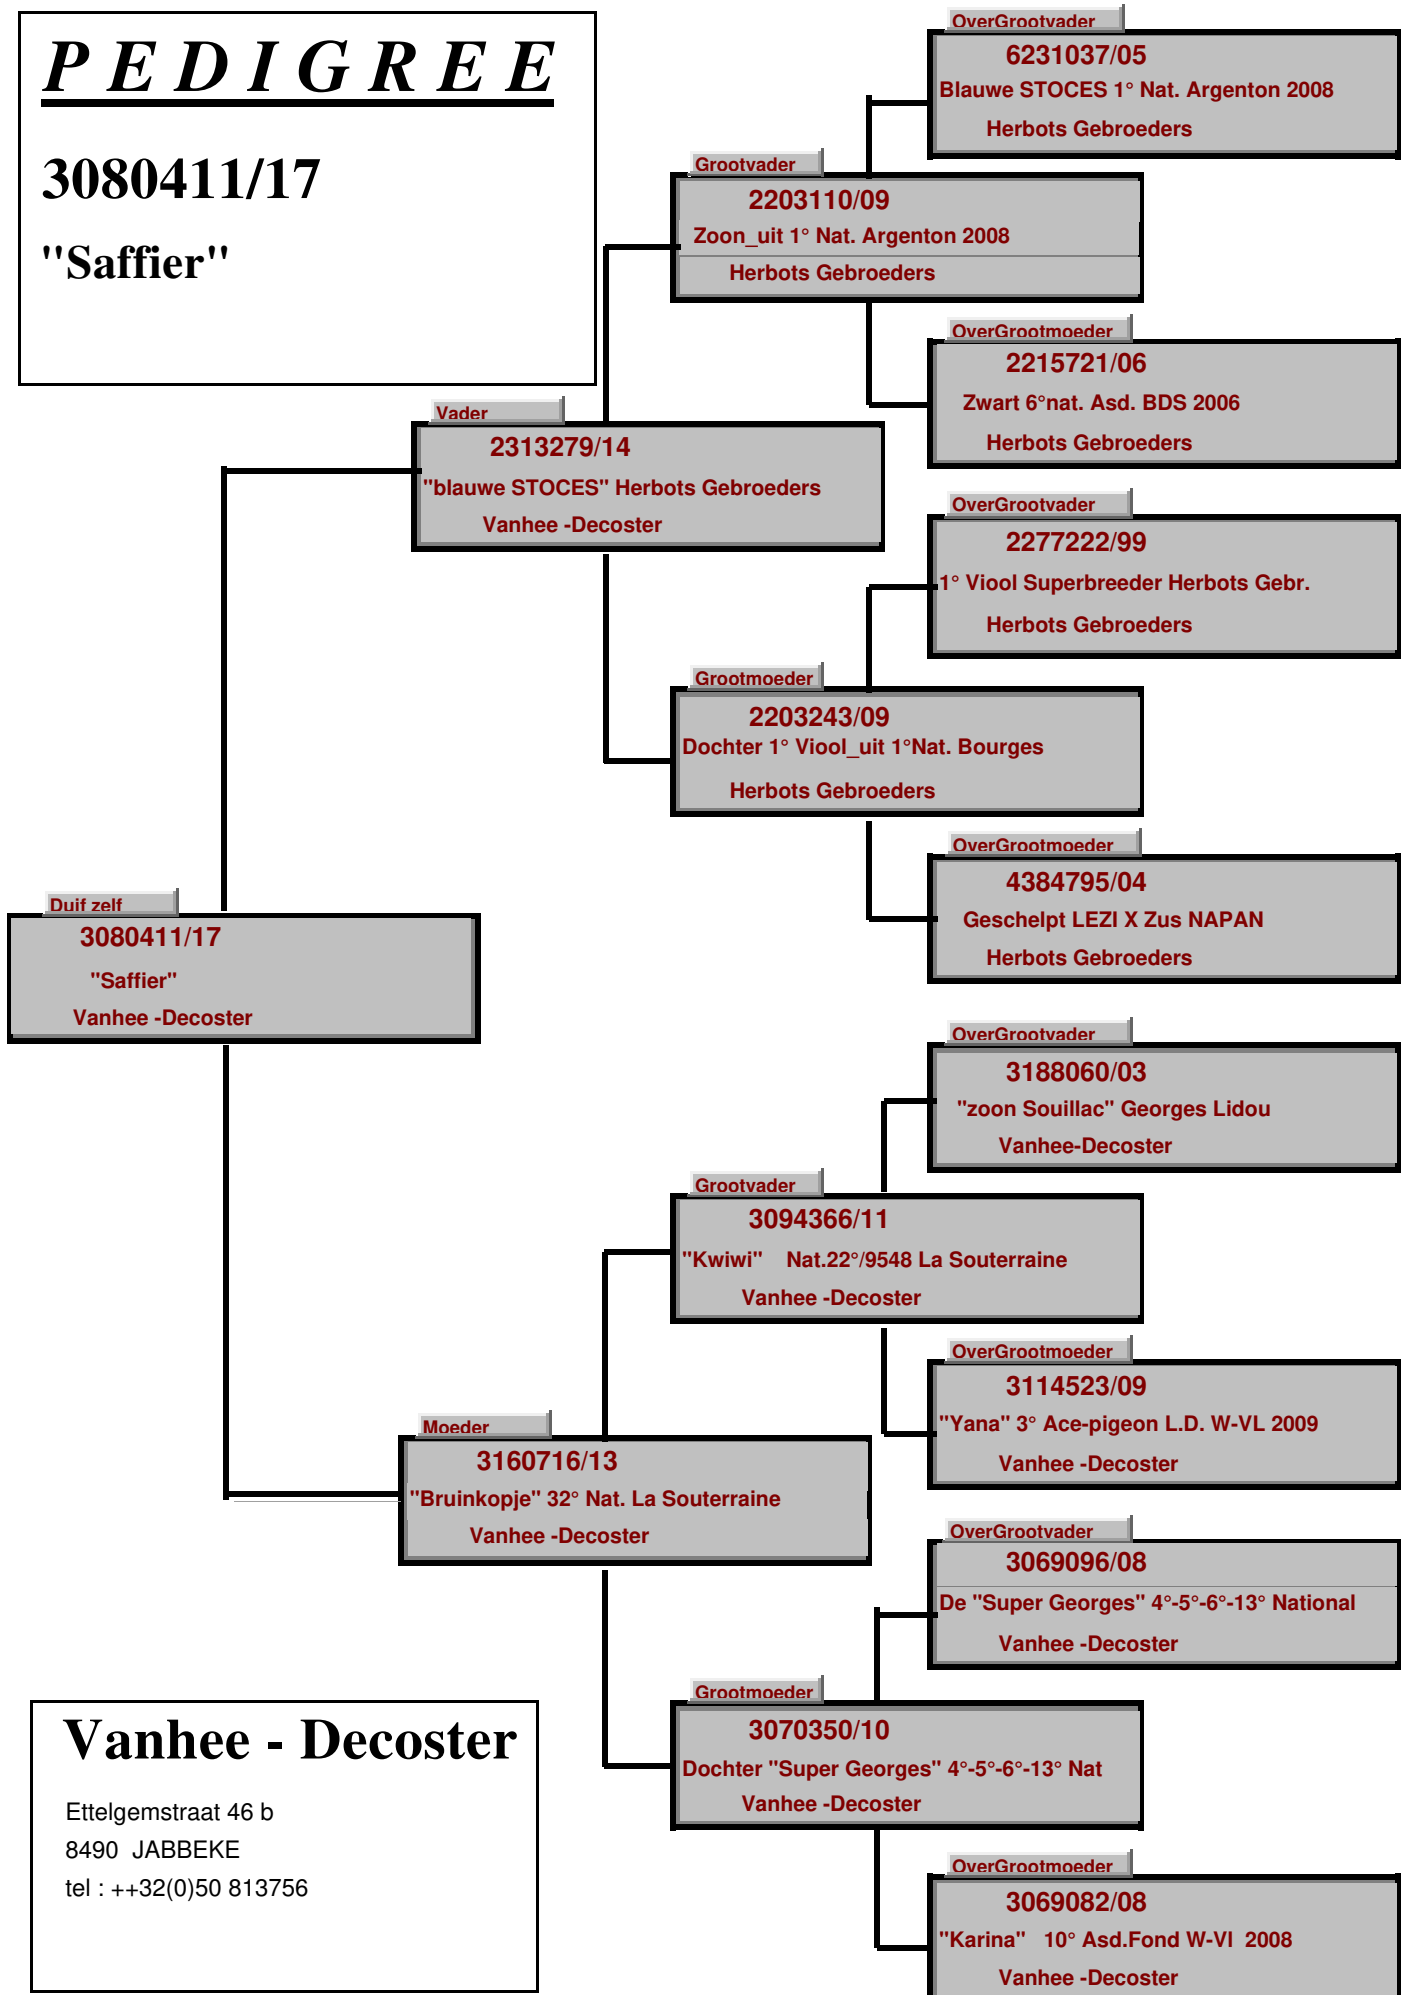 P E D I G R E E
3080411/17
"Saffier"
OverGrootvader
6231037/05
Blauwe STOCES 1° Nat. Argenton 2008
Herbots Gebroeders
Grootvader
2203110/09
Zoon_uit 1° Nat. Argenton 2008
Herbots Gebroeders
OverGrootmoeder
2215721/06
Zwart 6°nat. Asd. BDS 2006
Herbots Gebroeders
Vader
2313279/14
"blauwe STOCES" Herbots Gebroeders
Vanhee -Decoster
OverGrootvader
2277222/99
1° Viool Superbreeder Herbots Gebr.
Herbots Gebroeders
Grootmoeder
2203243/09
Dochter 1° Viool_uit 1°Nat. Bourges
Herbots Gebroeders
OverGrootmoeder
4384795/04
Geschelpt LEZI X Zus NAPAN
Herbots Gebroeders
Duif zelf
3080411/17
"Saffier"
Vanhee -Decoster
OverGrootvader
3188060/03
"zoon Souillac" Georges Lidou
Vanhee-Decoster
Grootvader
3094366/11
"Kwiwi" Nat.22°/9548 La Souterraine
Vanhee -Decoster
OverGrootmoeder
3114523/09
"Yana" 3° Ace-pigeon L.D. W-VL 2009
Vanhee -Decoster
Moeder
3160716/13
"Bruinkopje" 32° Nat. La Souterraine
Vanhee -Decoster
OverGrootvader
3069096/08
De "Super Georges" 4°-5°-6°-13° National
Vanhee -Decoster
Grootmoeder
3070350/10
Dochter "Super Georges" 4°-5°-6°-13° Nat
Vanhee -Decoster
OverGrootmoeder
3069082/08
"Karina" 10° Asd.Fond W-Vl 2008
Vanhee -Decoster
Vanhee - Decoster
Ettelgemstraat 46 b
8490 JABBEKE
tel : ++32(0)50 813756